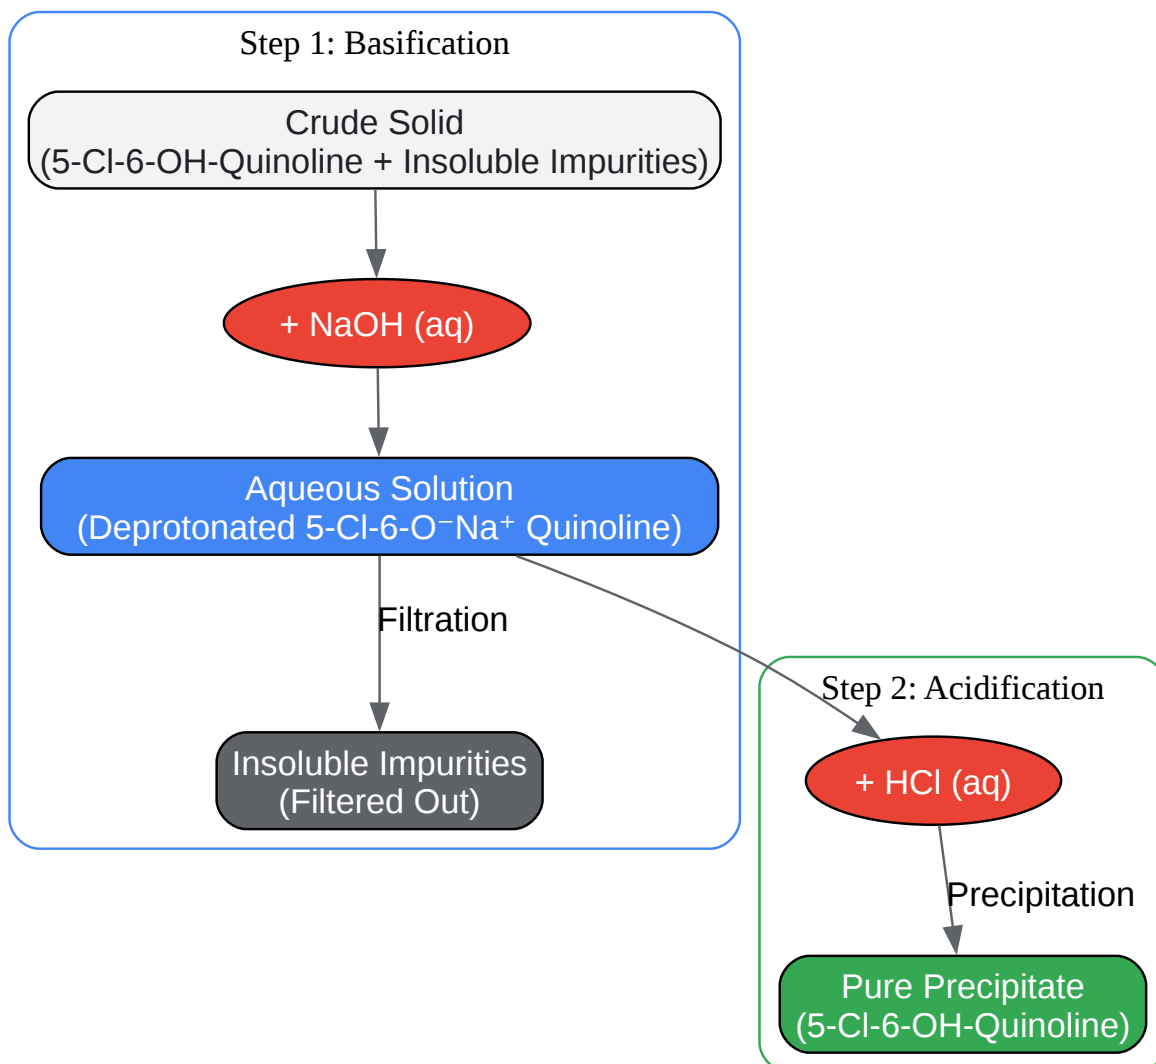 Step 1: Basification
Crude Solid
(5-Cl-6-OH-Quinoline + Insoluble Impurities)
+ NaOH (aq)
Aqueous Solution
(Deprotonated 5-Cl-6-O⁻Na⁺ Quinoline)
Filtration
Insoluble Impurities
(Filtered Out)
Step 2: Acidification
+ HCl (aq)
Precipitation
Pure Precipitate
(5-Cl-6-OH-Quinoline)